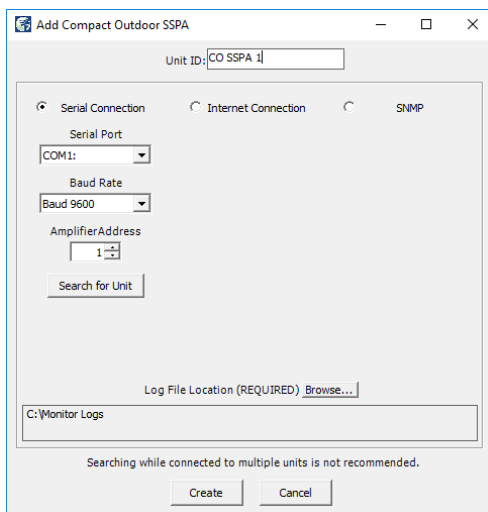 Add Compact Outdoor SSPA
Unit ID: CO SSPA 1
Serial Connection Internet Connection SNMP
Serial Port
COM1:
Baud Rate
Baud 9600
AmplifierAddress
1
Search for Unit
Log File Location (REQUIRED) Browse...
C:\Monitor Logs
Searching while connected to multiple units is not recommended.
Create Cancel